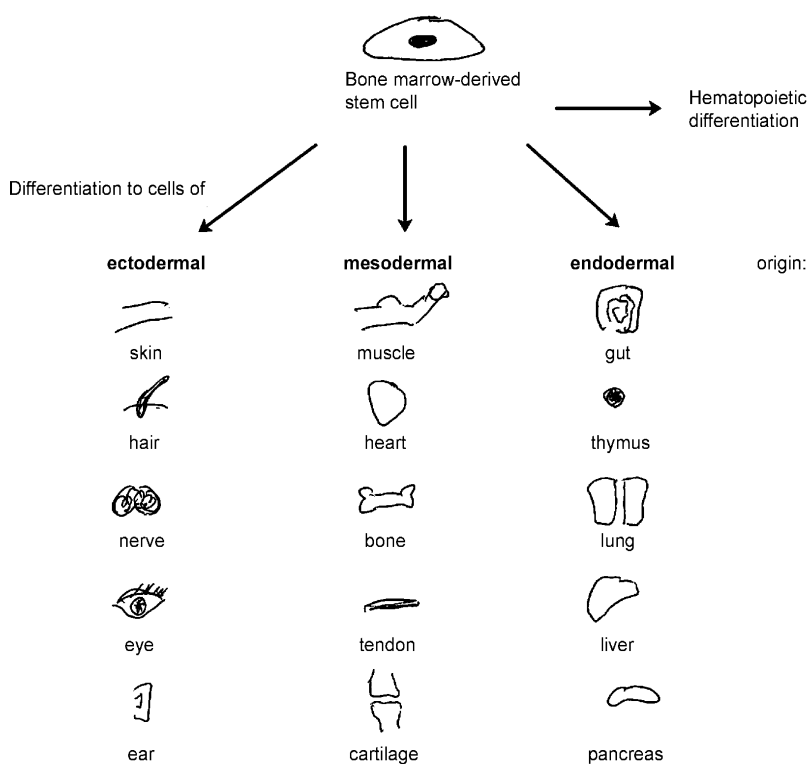 Bone marrow-derived
stem cell
Hematopoietic
differentiation
Differentiation to cells of
ectodermal mesodermal endodermal origin:
skin muscle gut
hair heart thymus
nerve bone lung
eye tendon liver
ear cartilage pancreas